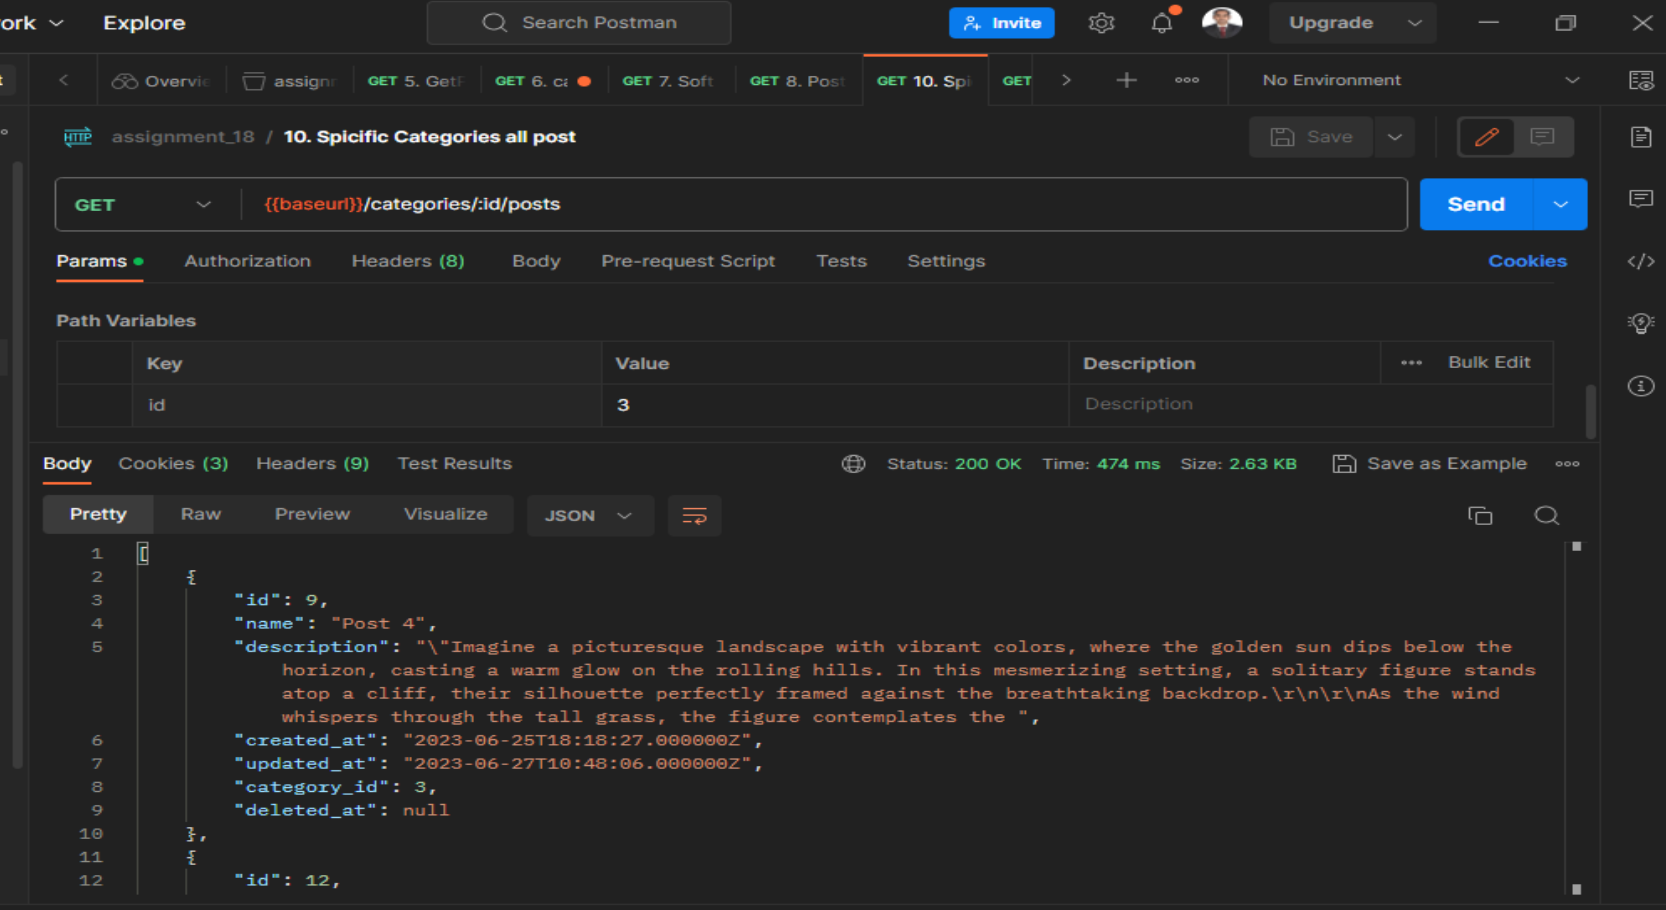 ork Explore Search Postman Invite Upgrade
Overvie assignr GET 5. GetF GET 6. ca GET 7. Soft GET 8. Post GET 10. Spi GET No Environment
HTTP assignment_18 / 10. Spicific Categories all post Save
GET {{baseurl}}/categories/:id/posts Send
Params Authorization Headers (8) Body Pre-request Script Tests Settings Cookies
Path Variables
Key Value Description Bulk Edit
id 3 Description
Body Cookies (3) Headers (9) Test Results Status: 200 OK Time: 474 ms Size: 2.63 KB Save as Example
Pretty Raw Preview Visualize JSON
1 [
2 {
3 "id": 9,
4 "name": "Post 4",
5 "description": "\"Imagine a picturesque landscape with vibrant colors, where the golden sun dips below the
horizon, casting a warm glow on the rolling hills. In this mesmerizing setting, a solitary figure stands
atop a cliff, their silhouette perfectly framed against the breathtaking backdrop.\r\n\r\nAs the wind
whispers through the tall grass, the figure contemplates the ",
6 "created_at": "2023-06-25T18:18:27.000000Z",
7 "updated_at": "2023-06-27T10:48:06.000000Z",
8 "category_id": 3,
9 "deleted_at": null
10 },
11 {
12 "id": 12,